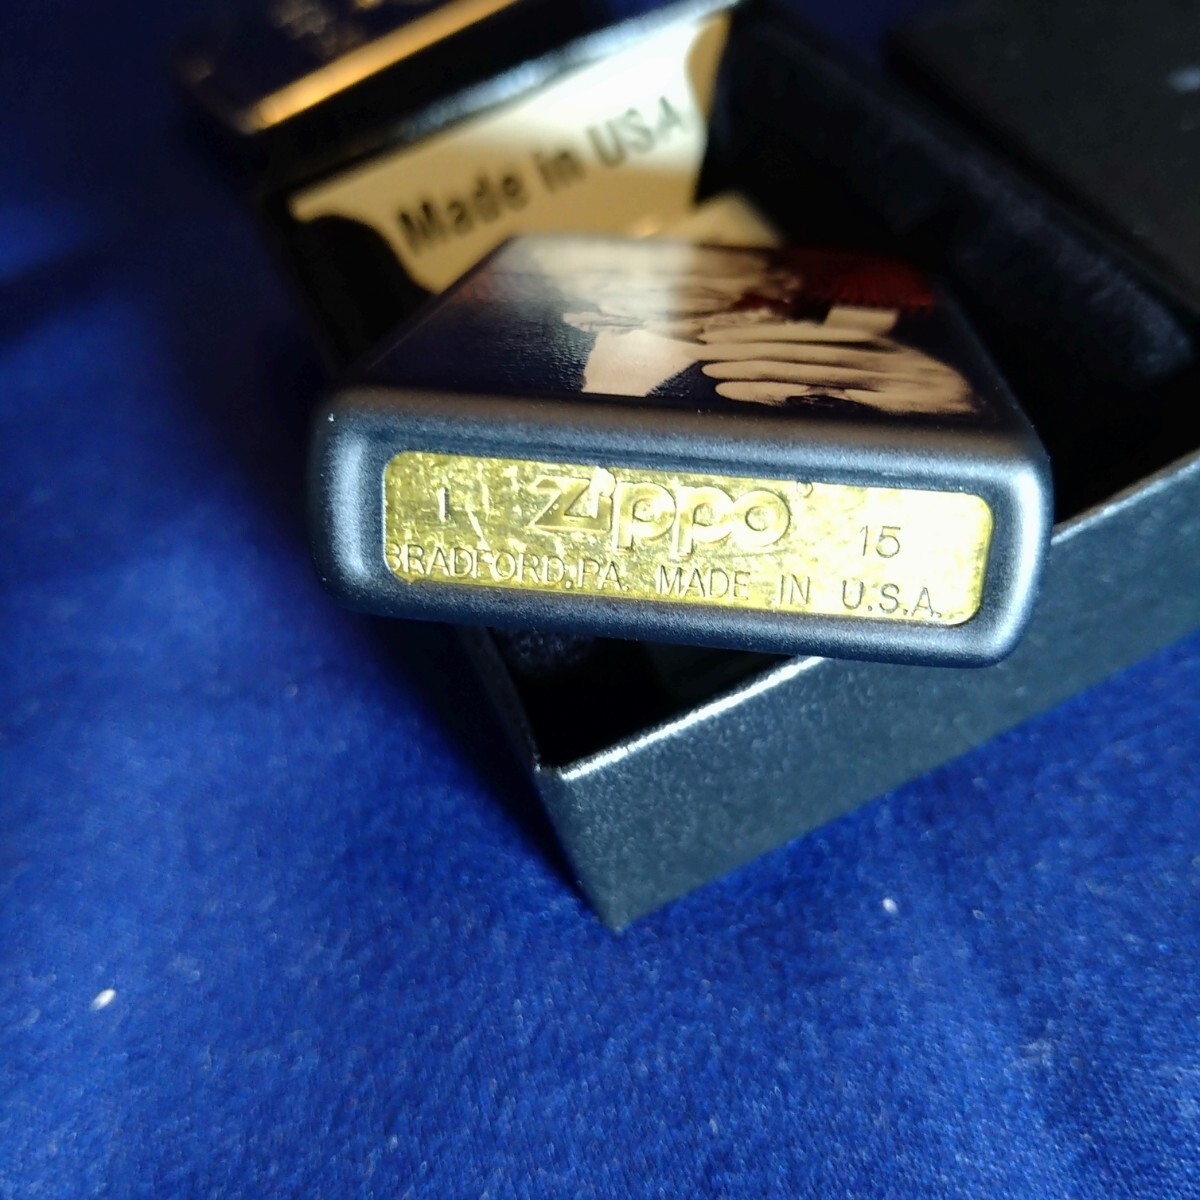 Made in USA
L Zippo ® 15
BRADFORD, PA. MADE IN U.S.A.